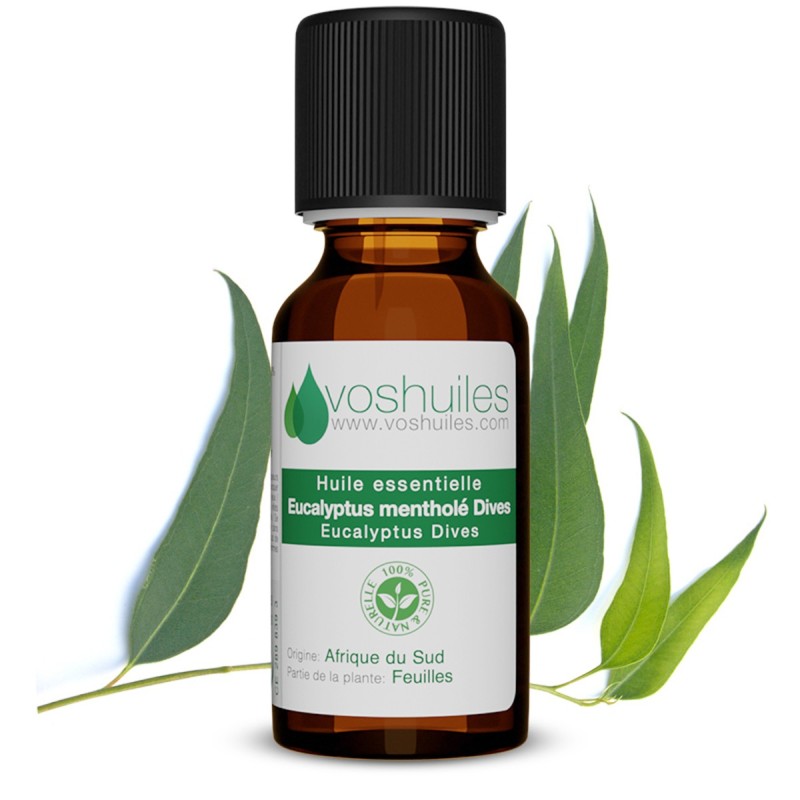 voshuiles
www.voshuiles.com
Huile essentielle
Eucalyptus mentholé Dives
Eucalyptus Dives
100% PURE & NATURELLE
Origine: Afrique du Sud
Partie de la plante: Feuilles